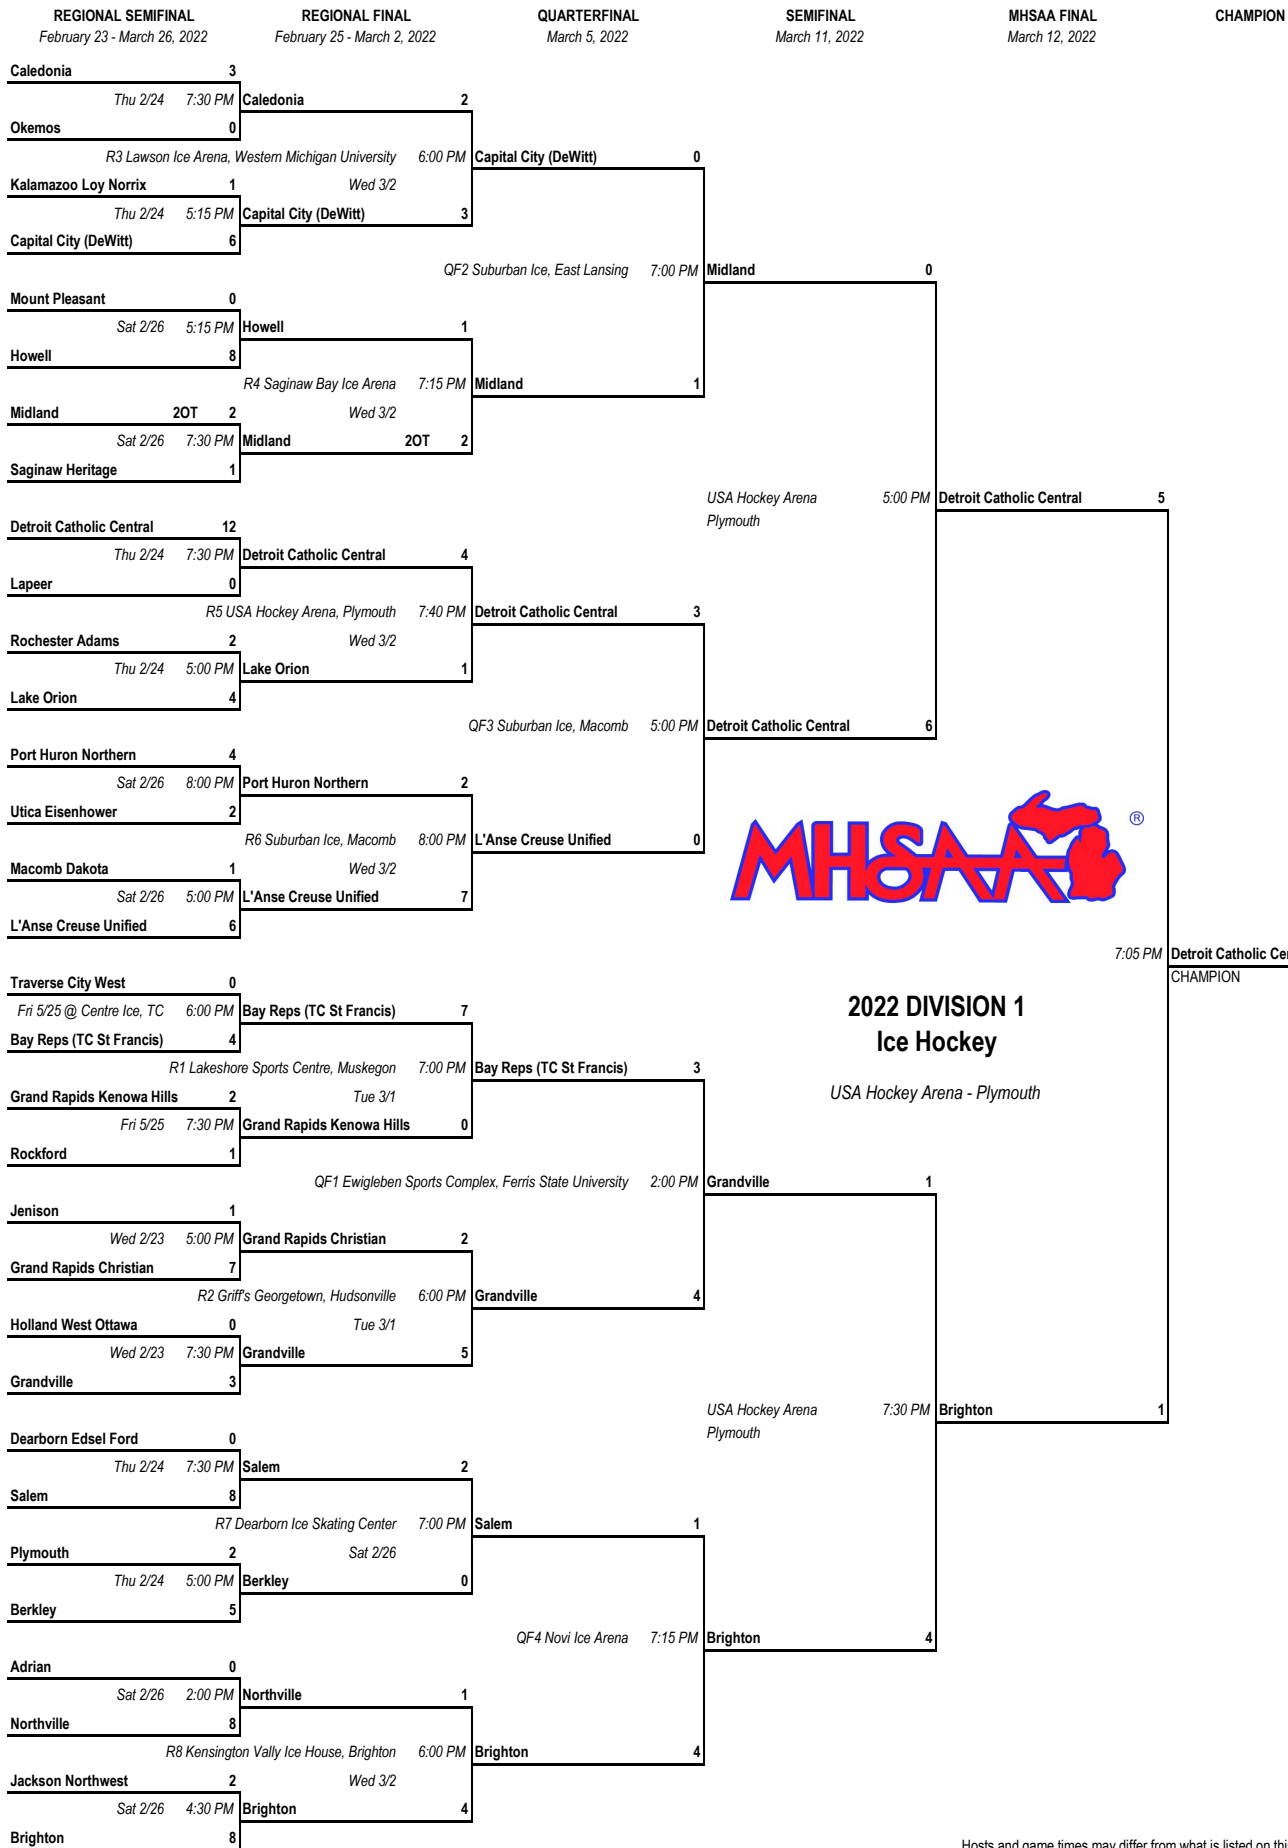 REGIONAL SEMIFINAL REGIONAL FINAL QUARTERFINAL SEMIFINAL MHSAA FINAL CHAMPION
February 23 - March 26, 2022 February 25 - March 2, 2022 March 5, 2022 March 11, 2022 March 12, 2022
Caledonia 3
Thu 2/24 7:30 PM Caledonia 2
Okemos 0
R3 Lawson Ice Arena, Western Michigan University 6:00 PM Capital City (DeWitt) 0
Kalamazoo Loy Norrix 1 Wed 3/2
Thu 2/24 5:15 PM Capital City (DeWitt) 3
Capital City (DeWitt) 6
QF2 Suburban Ice, East Lansing 7:00 PM Midland 0
Mount Pleasant 0
Sat 2/26 5:15 PM Howell 1
Howell 8
R4 Saginaw Bay Ice Arena 7:15 PM Midland 1
Midland 2OT 2 Wed 3/2
Sat 2/26 7:30 PM Midland 2OT 2
Saginaw Heritage 1
USA Hockey Arena 5:00 PM Detroit Catholic Central 5
Plymouth
Detroit Catholic Central 12
Thu 2/24 7:30 PM Detroit Catholic Central 4
Lapeer 0
R5 USA Hockey Arena, Plymouth 7:40 PM Detroit Catholic Central 3
Rochester Adams 2 Wed 3/2
Thu 2/24 5:00 PM Lake Orion 1
Lake Orion 4
QF3 Suburban Ice, Macomb 5:00 PM Detroit Catholic Central 6
Port Huron Northern 4
Sat 2/26 8:00 PM Port Huron Northern 2
Utica Eisenhower 2
MHSAA ®
R6 Suburban Ice, Macomb 8:00 PM L'Anse Creuse Unified 0
Macomb Dakota 1 Wed 3/2
Sat 2/26 5:00 PM L'Anse Creuse Unified 7
L'Anse Creuse Unified 6
7:05 PM Detroit Catholic Cen
CHAMPION
Traverse City West 0
Fri 5/25 @ Centre Ice, TC 6:00 PM Bay Reps (TC St Francis) 7
2022 DIVISION 1
Bay Reps (TC St Francis) 4
Ice Hockey
R1 Lakeshore Sports Centre, Muskegon 7:00 PM Bay Reps (TC St Francis) 3
USA Hockey Arena - Plymouth
Grand Rapids Kenowa Hills 2 Tue 3/1
Fri 5/25 7:30 PM Grand Rapids Kenowa Hills 0
Rockford 1
QF1 Ewigleben Sports Complex, Ferris State University 2:00 PM Grandville 1
Jenison 1
Wed 2/23 5:00 PM Grand Rapids Christian 2
Grand Rapids Christian 7
R2 Griff's Georgetown, Hudsonville 6:00 PM Grandville 4
Holland West Ottawa 0 Tue 3/1
Wed 2/23 7:30 PM Grandville 5
Grandville 3
USA Hockey Arena 7:30 PM Brighton 1
Plymouth
Dearborn Edsel Ford 0
Thu 2/24 7:30 PM Salem 2
Salem 8
R7 Dearborn Ice Skating Center 7:00 PM Salem 1
Plymouth 2 Sat 2/26
Thu 2/24 5:00 PM Berkley 0
Berkley 5
QF4 Novi Ice Arena 7:15 PM Brighton 4
Adrian 0
Sat 2/26 2:00 PM Northville 1
Northville 8
R8 Kensington Vally Ice House, Brighton 6:00 PM Brighton 4
Jackson Northwest 2 Wed 3/2
Sat 2/26 4:30 PM Brighton 4
Brighton 8
Hosts and game times may differ from what is listed on thi